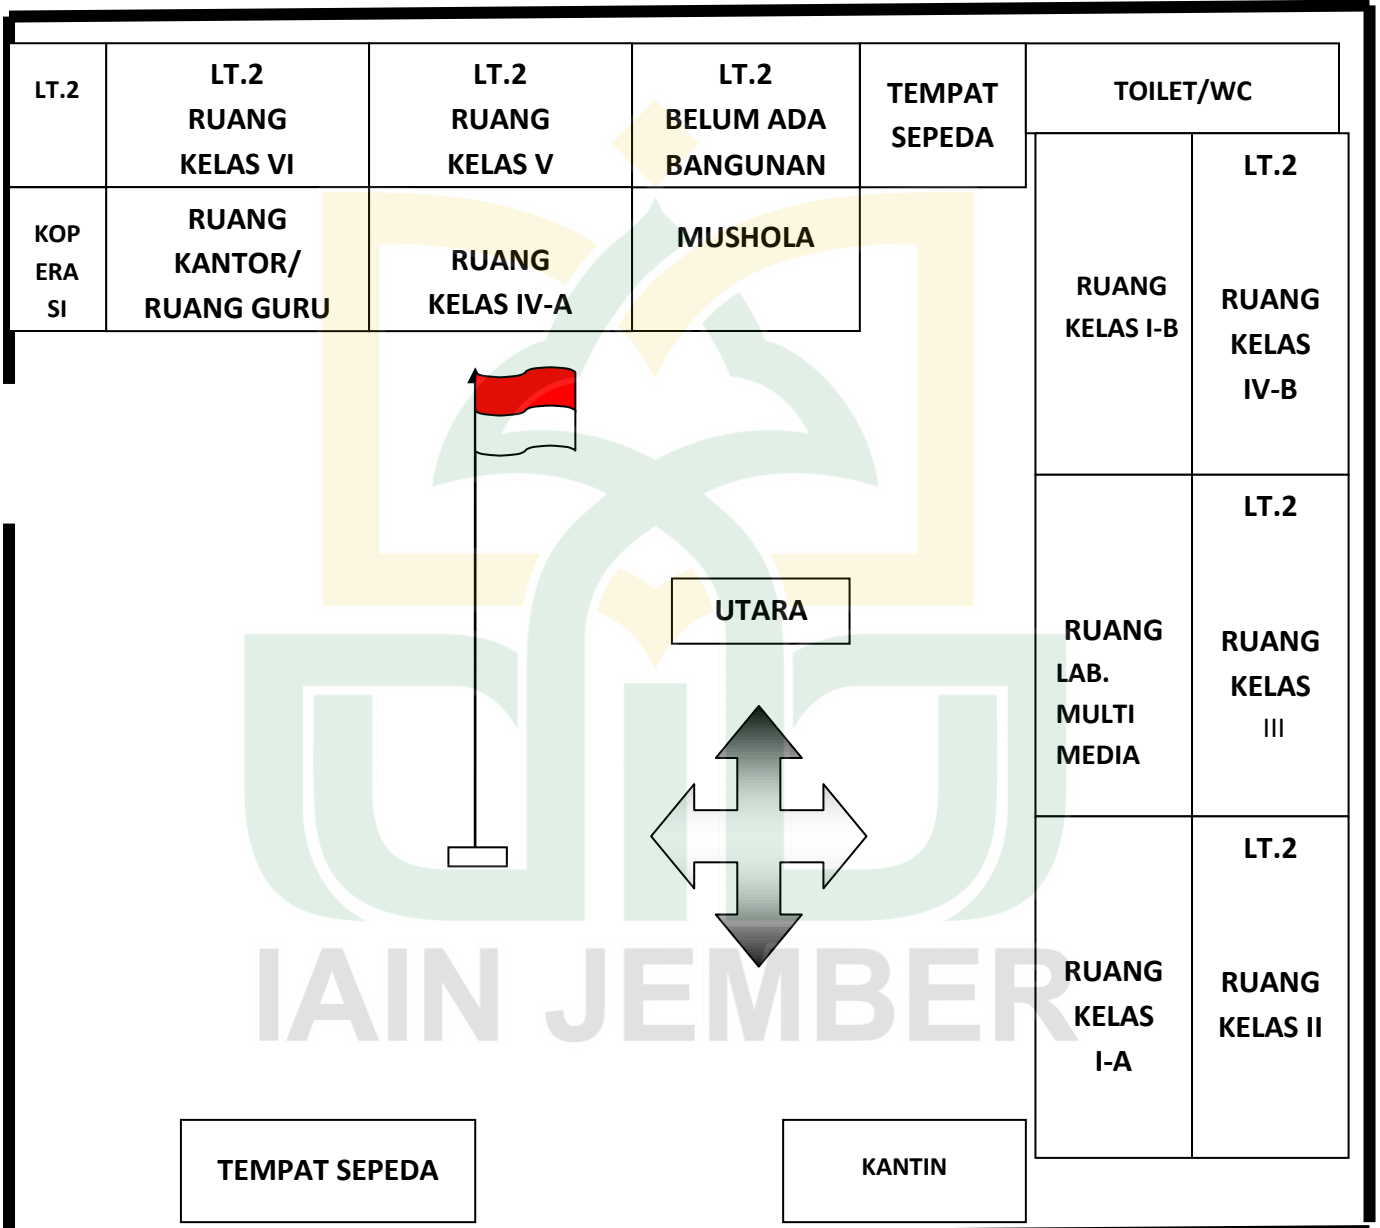 LT.2
LT.2
RUANG
KELAS VI
LT.2
RUANG
KELAS V
LT.2
BELUM ADA
BANGUNAN
TEMPAT
SEPEDA
TOILET/WC
KOP
ERA
SI
RUANG
KANTOR/
RUANG GURU
RUANG
KELAS IV-A
MUSHOLA
RUANG
KELAS I-B
LT.2
RUANG
KELAS
IV-B
UTARA
RUANG
LAB.
MULTI
MEDIA
LT.2
RUANG
KELAS
III
RUANG
KELAS
I-A
LT.2
RUANG
KELAS II
IAIN JEMBER
TEMPAT SEPEDA
KANTIN